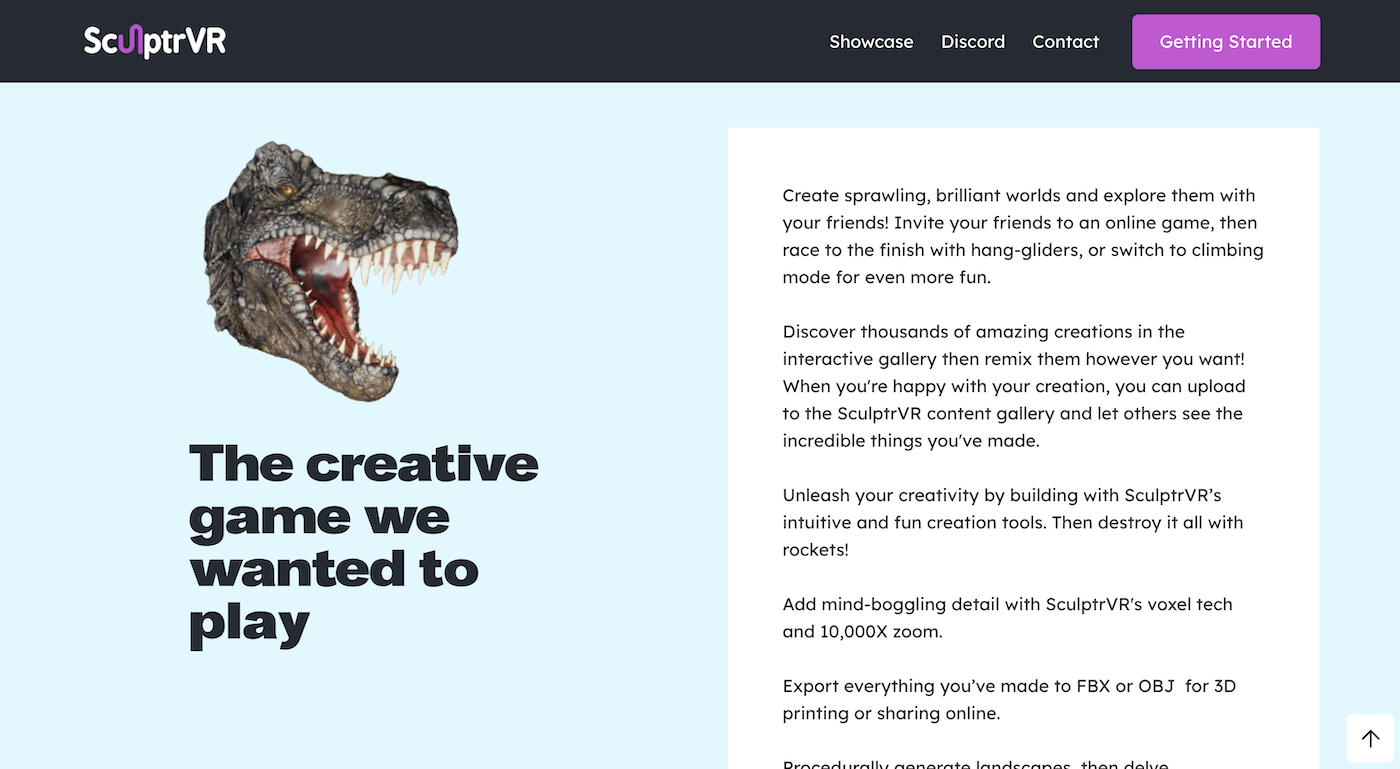 SculptrVR
Showcase
Discord
Contact
Getting Started
The creative
game we
wanted to
play
Create sprawling, brilliant worlds and explore them with
your friends! Invite your friends to an online game, then
race to the finish with hang-gliders, or switch to climbing
mode for even more fun.
Discover thousands of amazing creations in the
interactive gallery then remix them however you want!
When you're happy with your creation, you can upload
to the SculptrVR content gallery and let others see the
incredible things you've made.
Unleash your creativity by building with SculptrVR’s
intuitive and fun creation tools. Then destroy it all with
rockets!
Add mind-boggling detail with SculptrVR's voxel tech
and 10,000X zoom.
Export everything you’ve made to FBX or OBJ  for 3D
printing or sharing online.
Procedurally generate landscapes, then delve